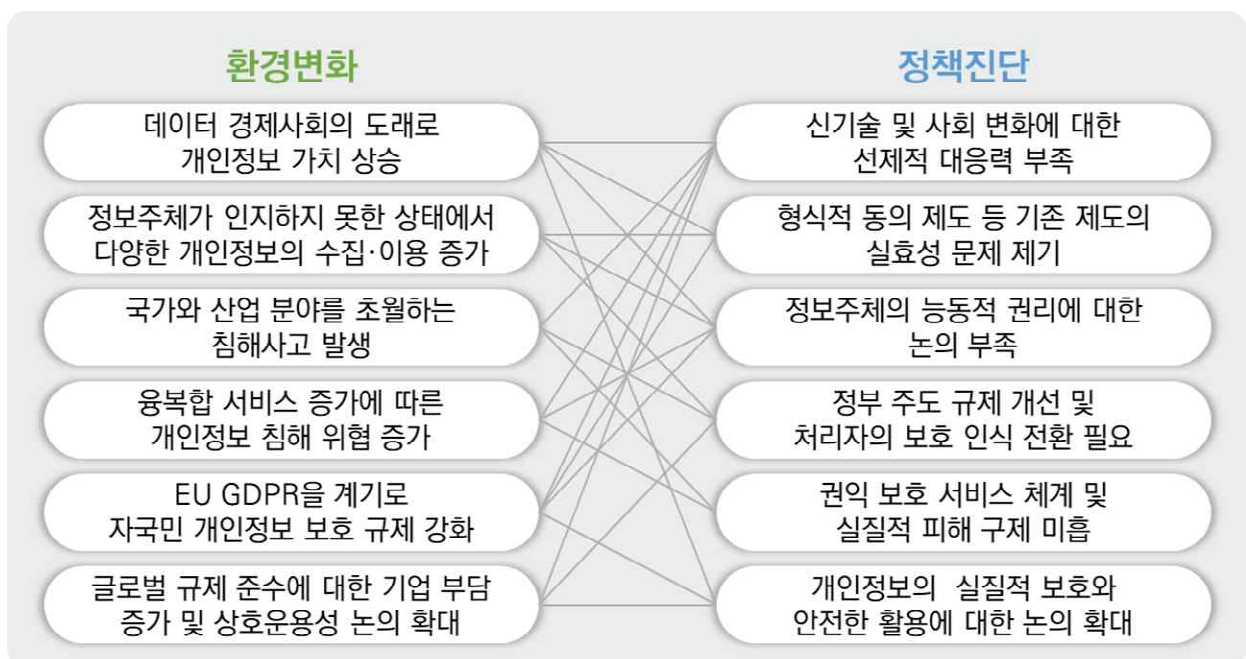 환경변화
데이터 경제사회의 도래로
개인정보 가치 상승
정보주체가 인지하지 못한 상태에서
다양한 개인정보의 수집·이용 증가
국가와 산업 분야를 초월하는
침해사고 발생
융복합 서비스 증가에 따른
개인정보 침해 위협 증가
EU GDPR을 계기로
자국민 개인정보 보호 규제 강화
글로벌 규제 준수에 대한 기업 부담
증가 및 상호운용성 논의 확대
정책진단
신기술 및 사회 변화에 대한
선제적 대응력 부족
형식적 동의 제도 등 기존 제도의
실효성 문제 제기
정보주체의 능동적 권리에 대한
논의 부족
정부 주도 규제 개선 및
처리자의 보호 인식 전환 필요
권익 보호 서비스 체계 및
실질적 피해 구제 미흡
개인정보의 실질적 보호와
안전한 활용에 대한 논의 확대